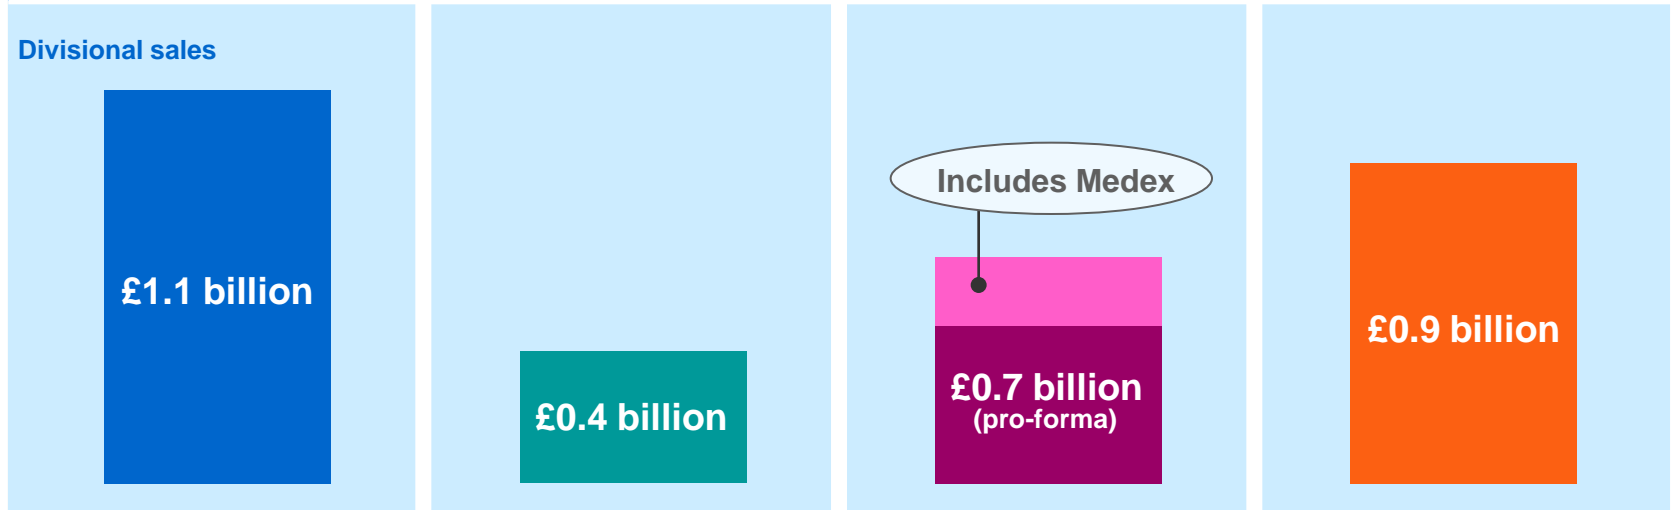 Divisional sales
£1.1 billion
£0.4 billion
Includes Medex
£0.7 billion
(pro-forma)
£0.9 billion